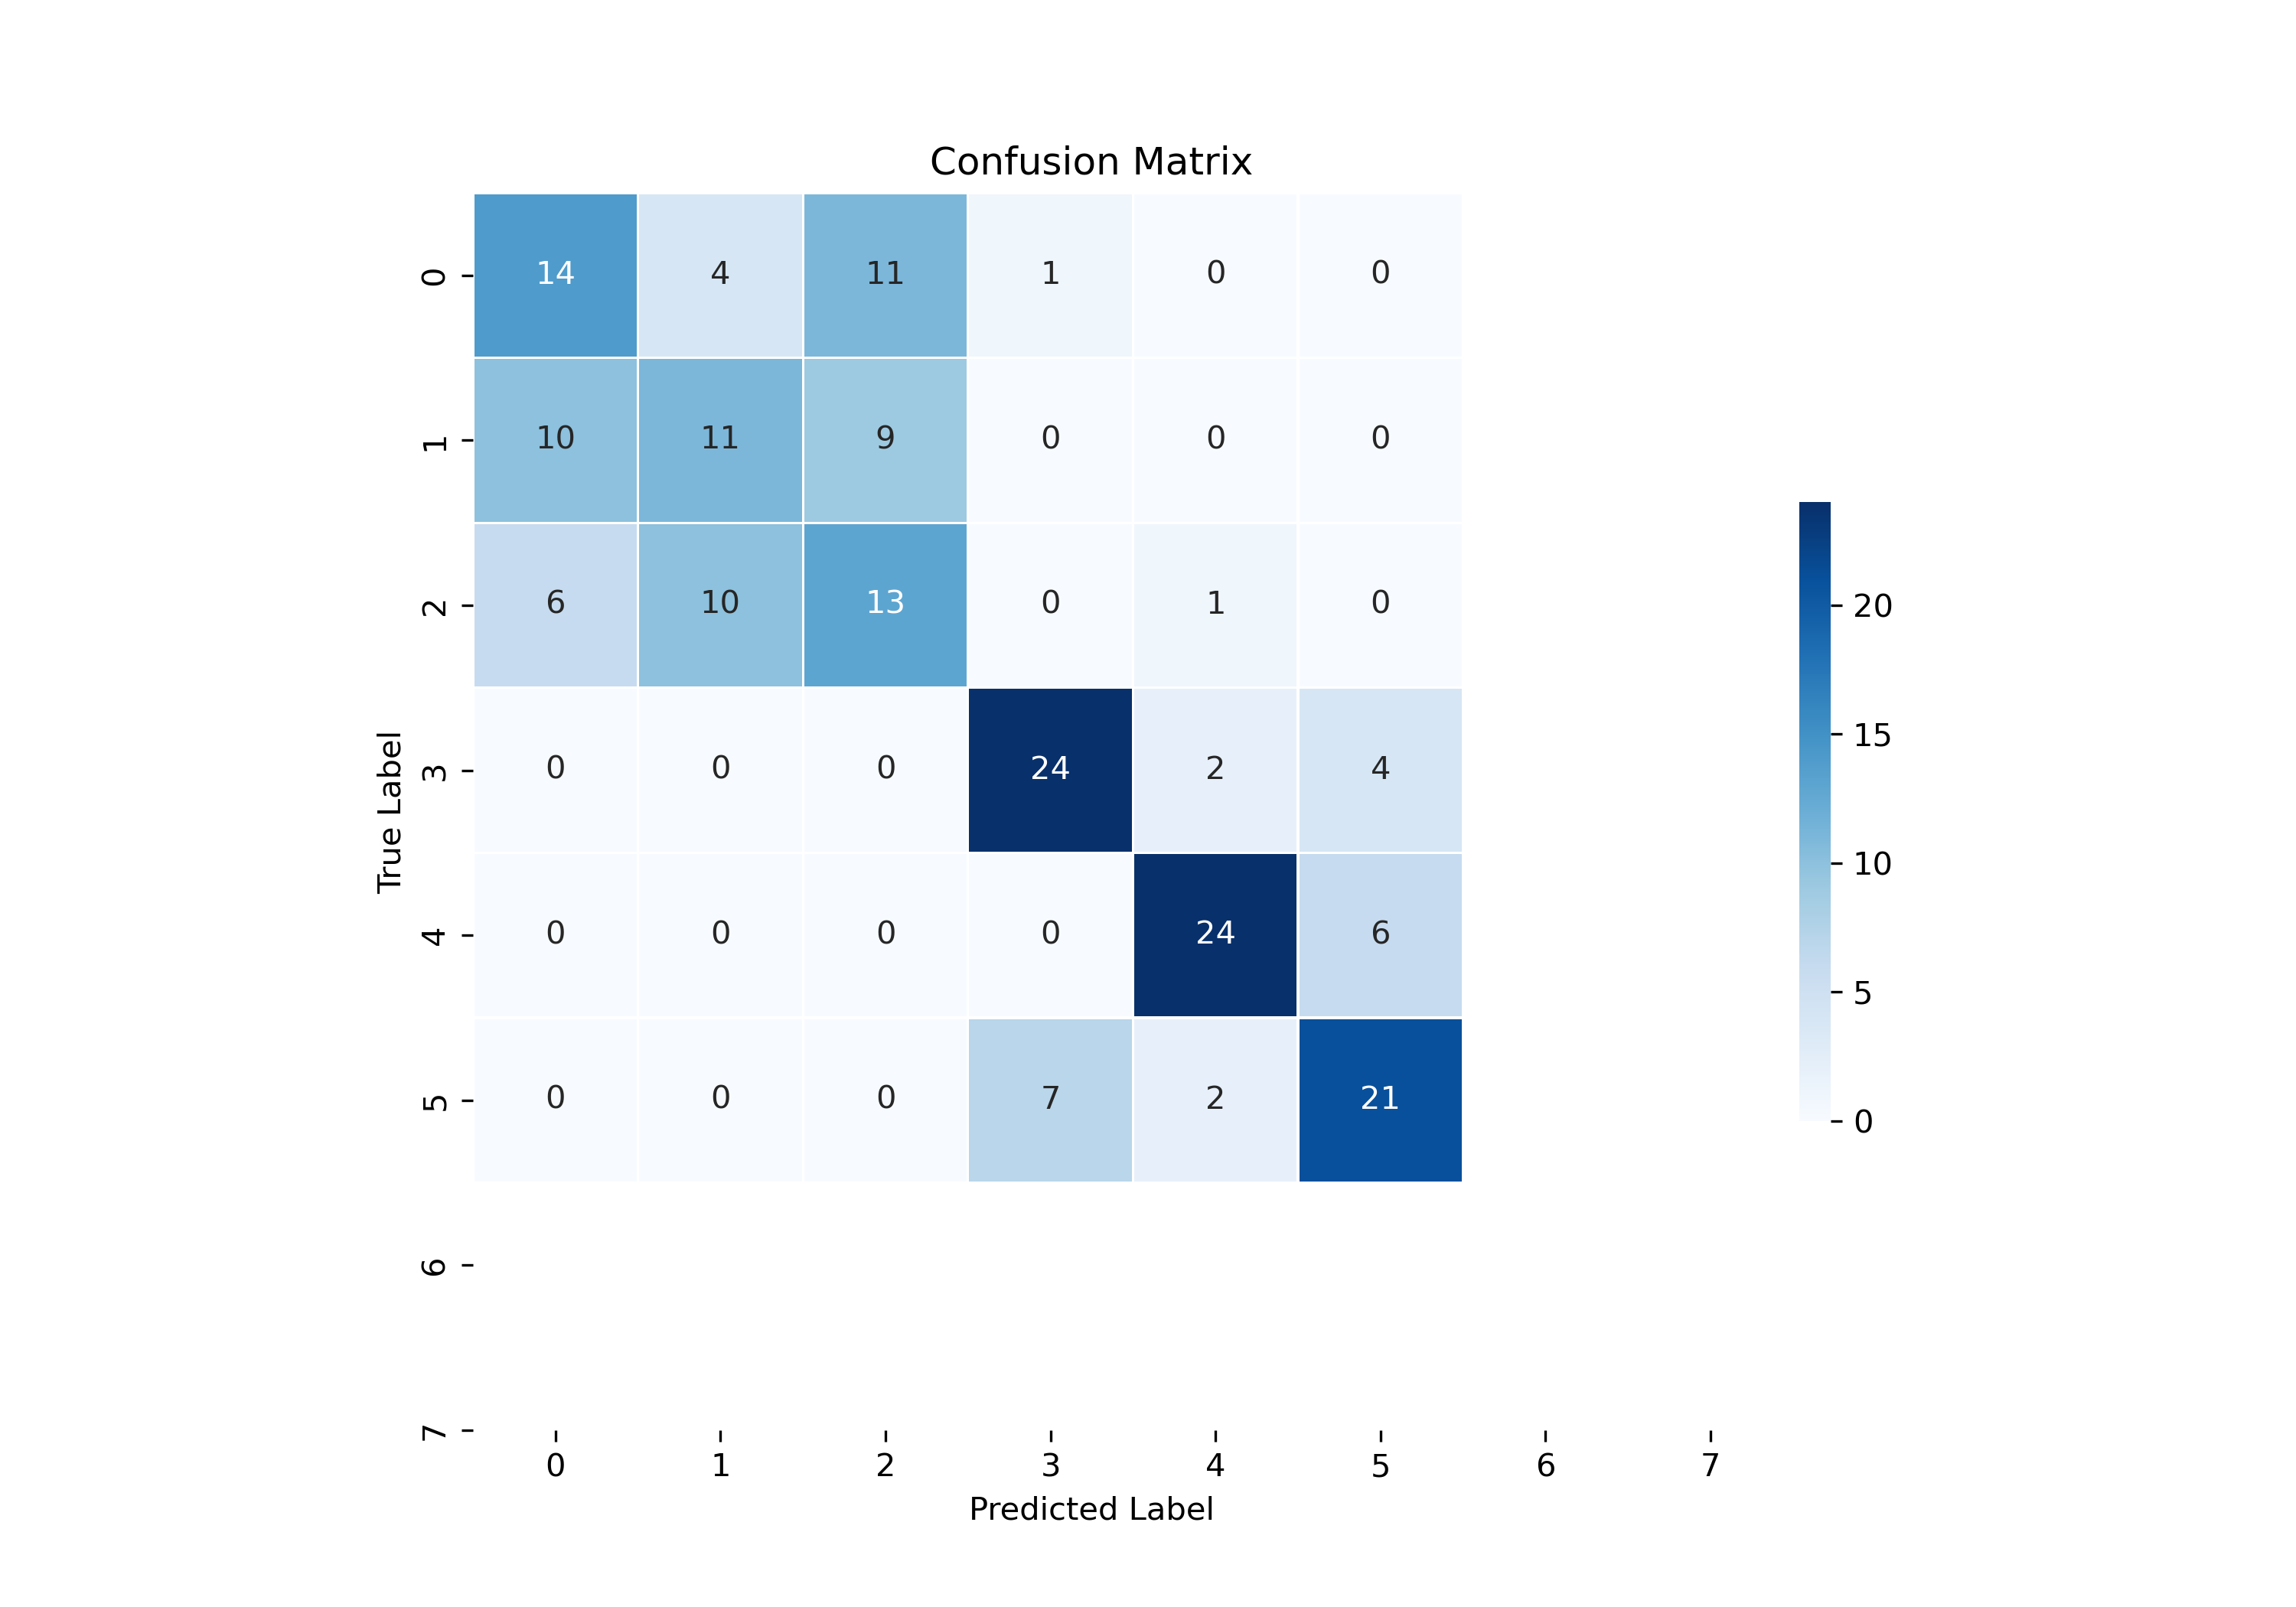 Confusion Matrix
0 14 4 11 1 0 0
1 10 11 9 0 0 0
2 6 10 13 0 1 0
3 0 0 0 24 2 4
4 0 0 0 0 24 6
5 0 0 0 7 2 21
6
7
0 1 2 3 4 5 6 7
Predicted Label
True Label
20
15
10
5
0